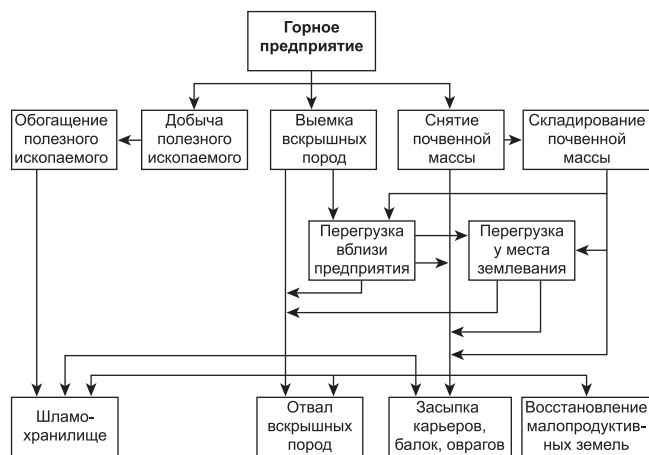 Горное
предприятие
Обогащение
полезного
ископаемого
Добыча
полезного
ископаемого
Выемка
вскрышных
пород
Снятие
почвенной
массы
Складирование
почвенной
массы
Перегрузка
вблизи
предприятия
Перегрузка
у места
землевания
Шламо-
хранилище
Отвал
вскрышных
пород
Засыпка
карьеров,
балок, оврагов
Восстановление
малопродуктив-
ных земель